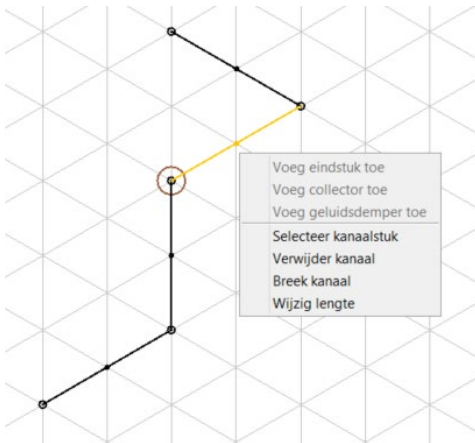 Voeg eindstuk toe
Voeg collector toe
Voeg geluidsdemper toe
Selecteer kanaalstuk
Verwijder kanaal
Breek kanaal
Wijzig lengte